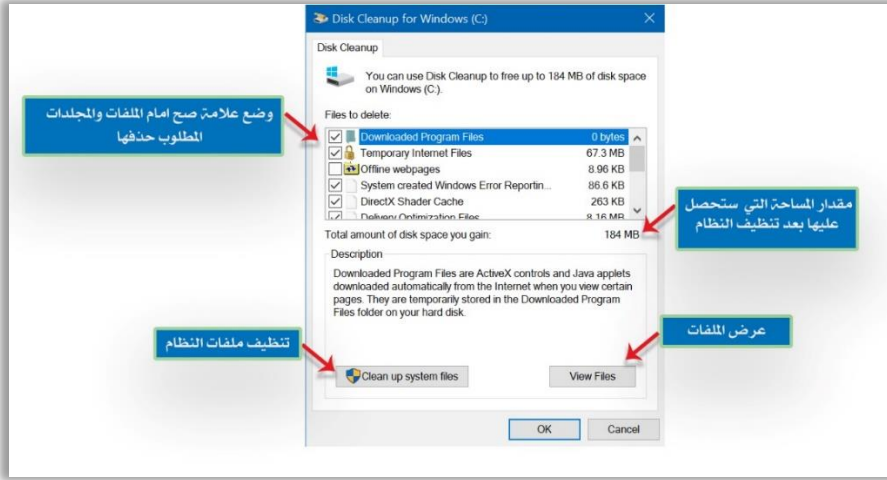 Disk Cleanup for Windows (C:)
Disk Cleanup
You can use Disk Cleanup to free up to 184 MB of disk space
on Windows (C:).
Files to delete:
Downloaded Program Files 0 bytes
Temporary Internet Files 67.3 MB
Offline webpages 8.96 KB
System created Windows Error Reportin... 86.6 KB
DirectX Shader Cache 263 KB
Delivery Optimization Files 8.16 MB
Total amount of disk space you gain: 184 MB
Description
Downloaded Program Files are ActiveX controls and Java applets
downloaded automatically from the Internet when you view certain
pages. They are temporarily stored in the Downloaded Program
Files folder on your hard disk.
Clean up system files
View Files
OK
Cancel
وضع علامة صح امام الملفات والمجلدات
المطلوب حذفها
مقدار المساحة التي ستحصل
عليها بعد تنظيف النظام
عرض الملفات
تنظيف ملفات النظام